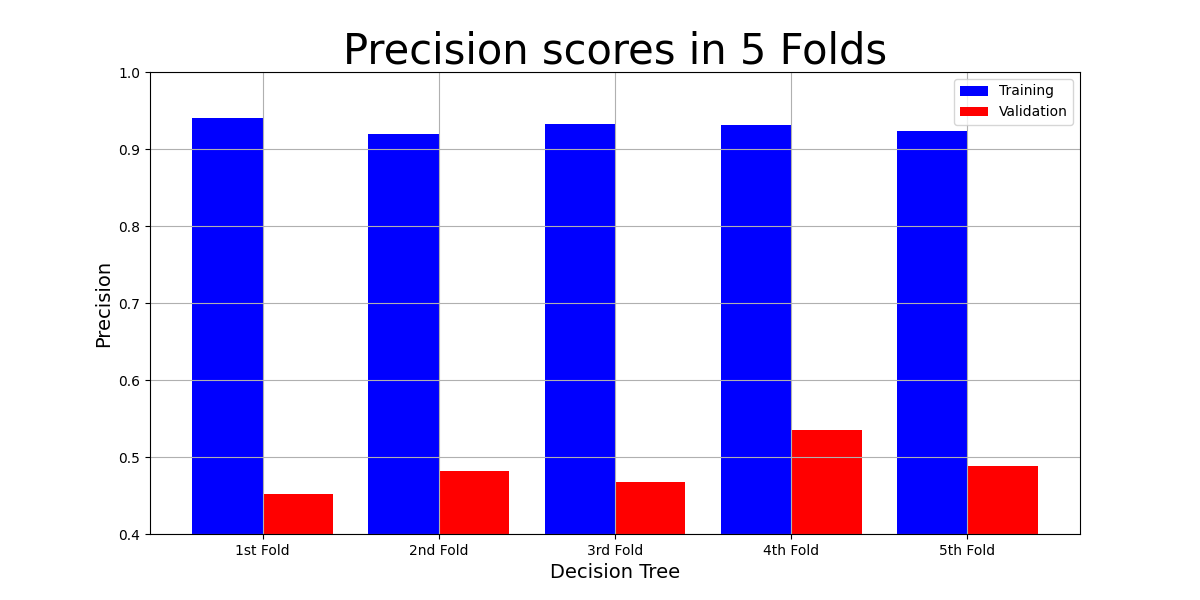 Precision scores in 5 Folds
Training
Validation
Precision
1.0
0.9
0.8
0.7
0.6
0.5
0.4
1st Fold 2nd Fold 3rd Fold 4th Fold 5th Fold
Decision Tree